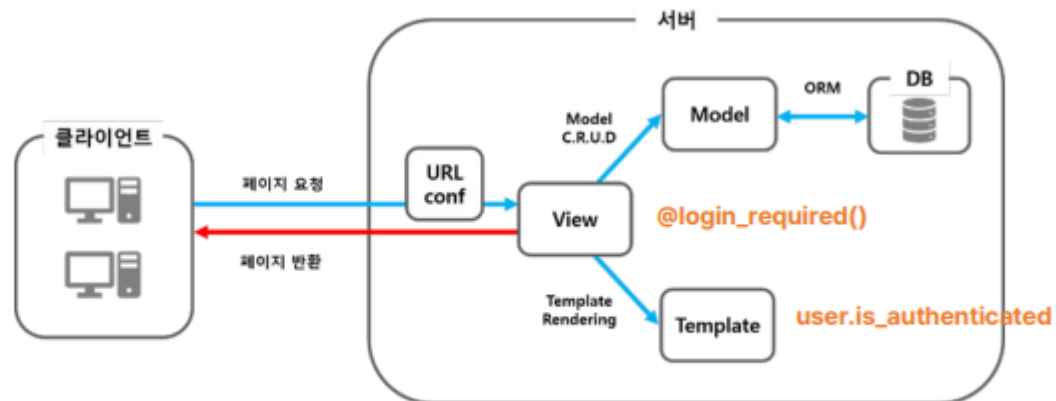 서버
클라이언트
페이지 요청
페이지 반환
URL
conf
View
Model
C.R.U.D
Model
ORM
DB
@login_required()
Template
Rendering
Template
user.is_authenticated